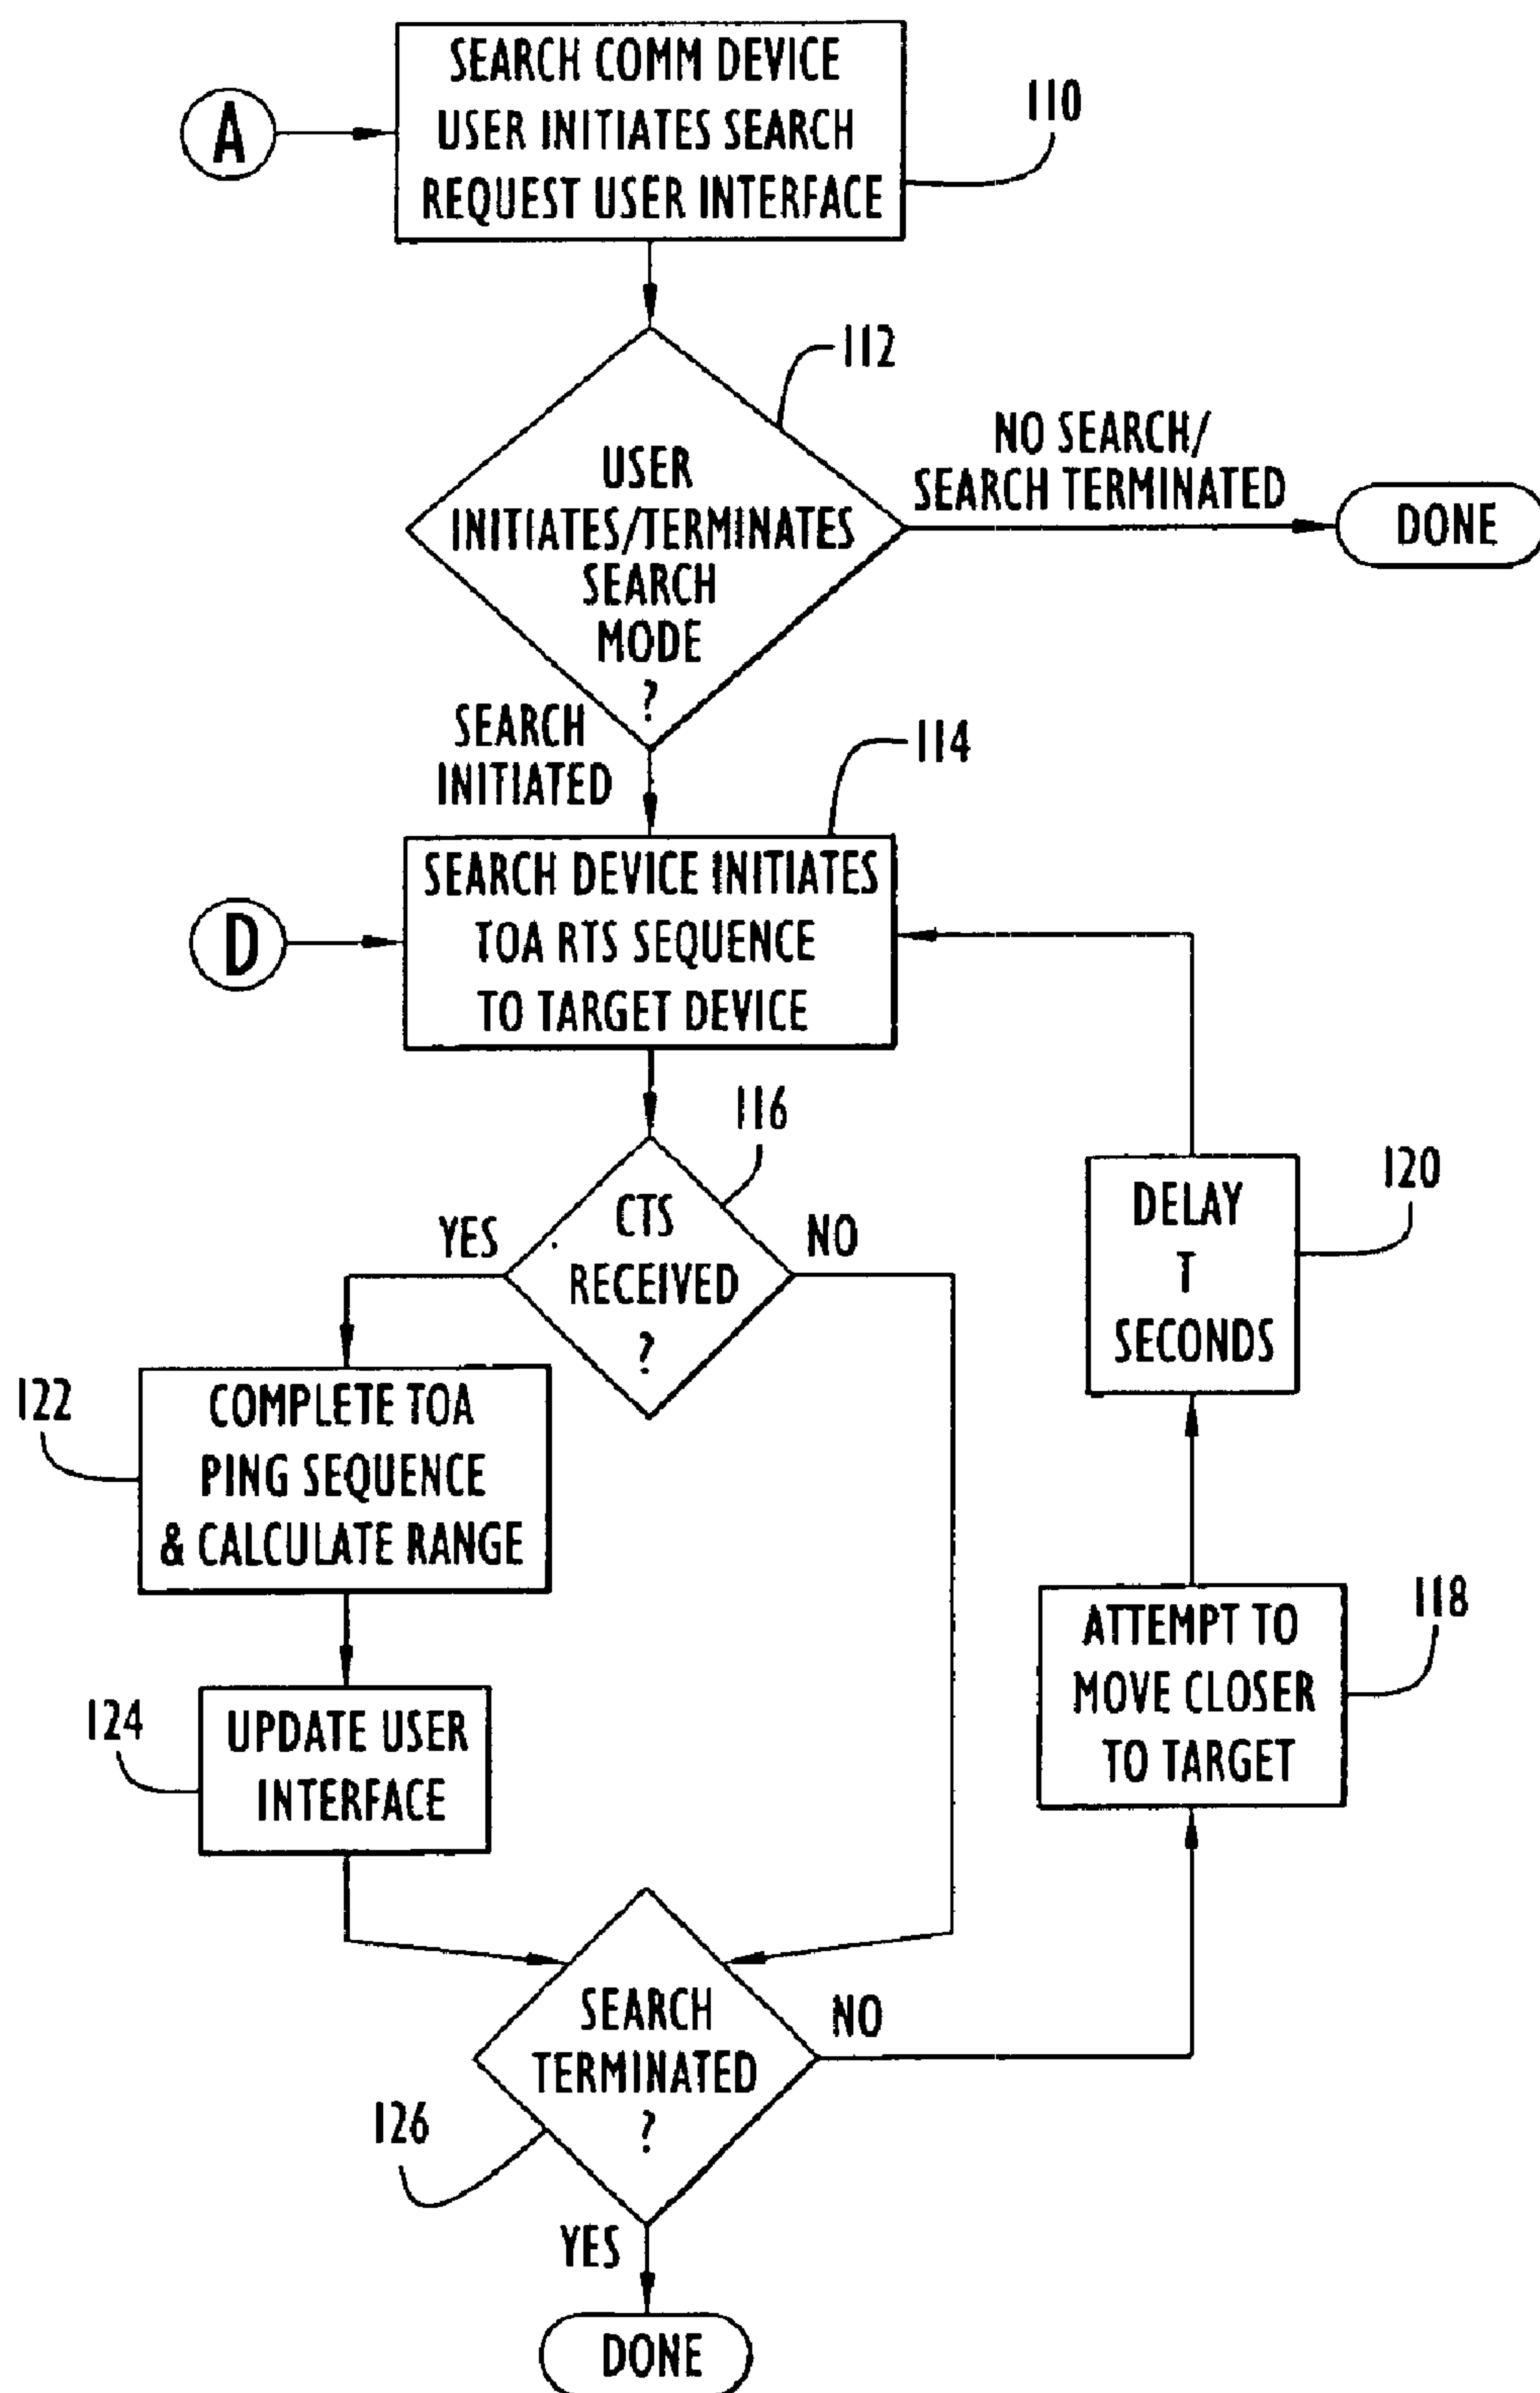 SEARCH COMM DEVICE
USER INITIATES SEARCH
REQUEST USER INTERFACE
110
A
112
USER
INITIATES/TERMINATES
SEARCH
MODE
?
NO SEARCH/
SEARCH TERMINATED
DONE
SEARCH
INITIATED
114
SEARCH DEVICE INITIATES
TOA RTS SEQUENCE
TO TARGET DEVICE
D
116
CTS
RECEIVED
?
YES
NO
120
DELAY
T
SECONDS
122
COMPLETE TOA
PING SEQUENCE
& CALCULATE RANGE
118
ATTEMPT TO
MOVE CLOSER
TO TARGET
124
UPDATE USER
INTERFACE
SEARCH
TERMINATED
?
NO
126
YES
DONE